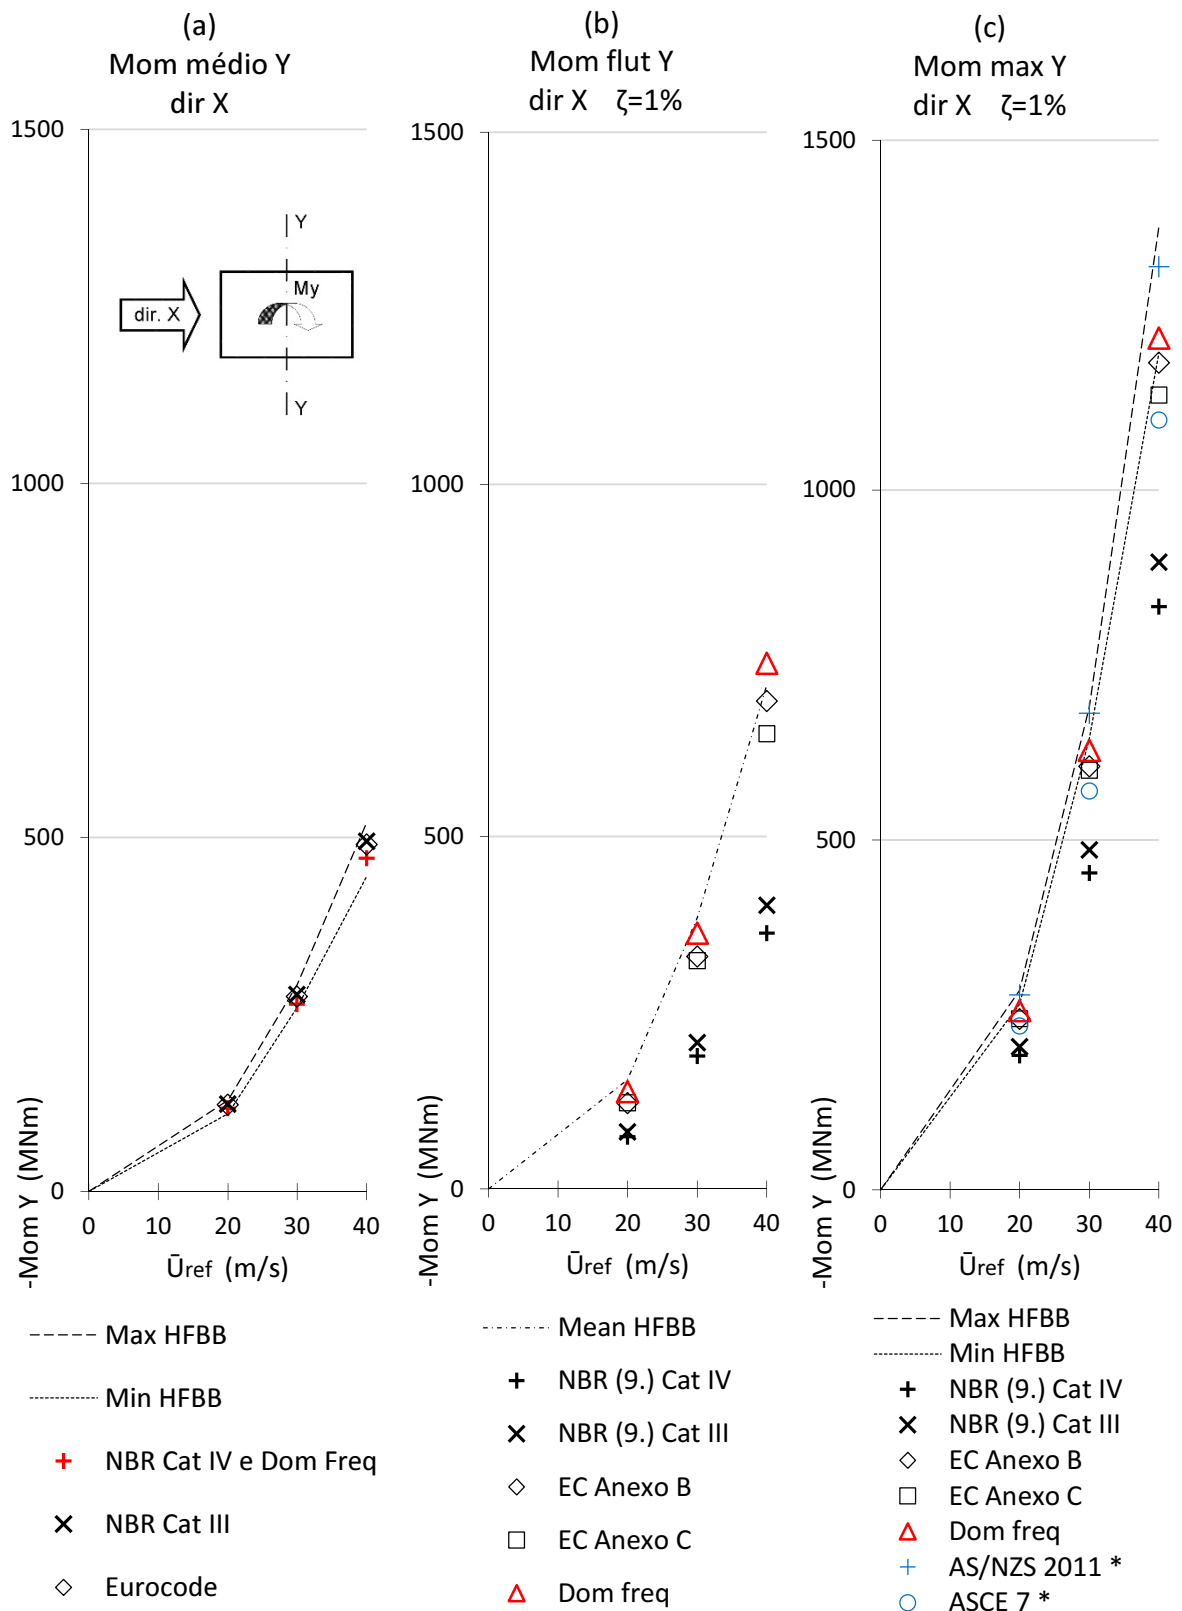 (a)
Mom médio Y
dir X
1500
1000
500
0
0 20 30 40
-Mom Y (MNm)
Ūref (m/s)
Y
My
dir. X
Y
Max HFBB
Min HFBB
NBR Cat IV e Dom Freq
NBR Cat III
Eurocode
(b)
Mom flut Y
dir X ζ=1%
1500
1000
500
0
0 20 30 40
-Mom Y (MNm)
Ūref (m/s)
Mean HFBB
NBR (9.) Cat IV
NBR (9.) Cat III
EC Anexo B
EC Anexo C
Dom freq
(c)
Mom max Y
dir X ζ=1%
1500
1000
500
0
0 20 30 40
-Mom Y (MNm)
Ūref (m/s)
Max HFBB
Min HFBB
NBR (9.) Cat IV
NBR (9.) Cat III
EC Anexo B
EC Anexo C
Dom freq
AS/NZS 2011 *
ASCE 7 *